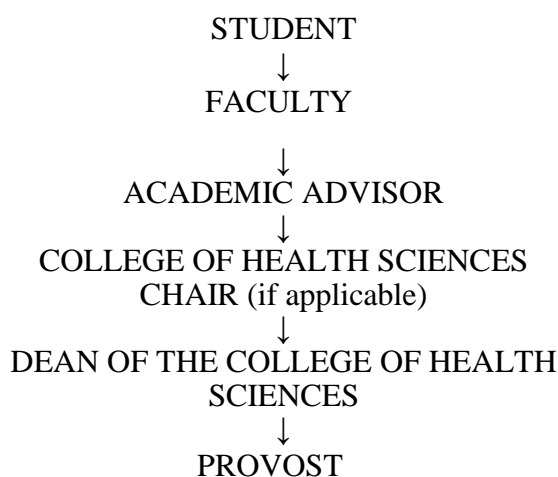 STUDENT
↓
FACULTY
↓
ACADEMIC ADVISOR
↓
COLLEGE OF HEALTH SCIENCES
CHAIR (if applicable)
↓
DEAN OF THE COLLEGE OF HEALTH
SCIENCES
↓
PROVOST